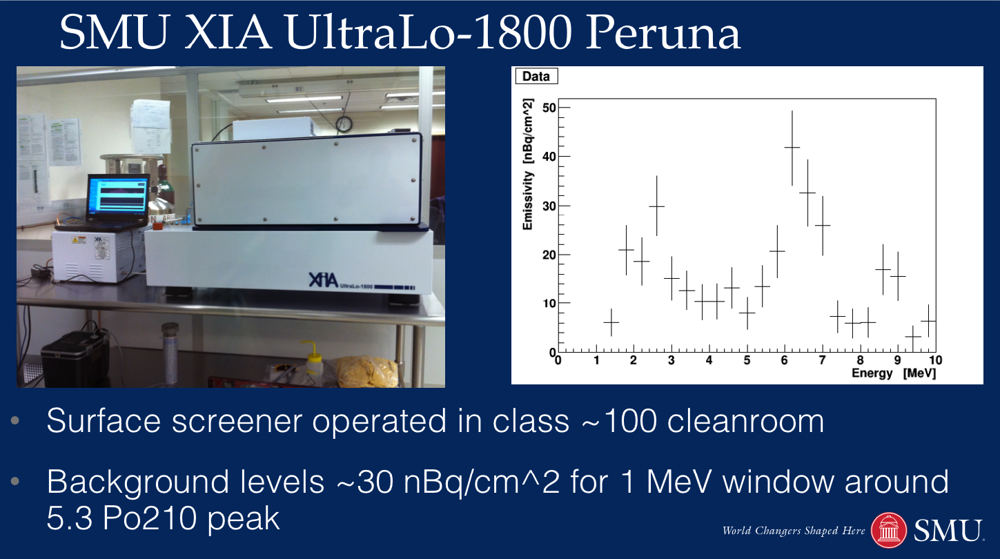 SMU XIA UltraLo-1800 Peruna
XIA UltraLo-1800
Data
Emissivity [nBq/cm^2]
50
40
30
20
10
0
0 1 2 3 4 5 6 7 8 9 10
Energy [MeV]
• Surface screener operated in class ~100 cleanroom
• Background levels ~30 nBq/cm^2 for 1 MeV window around
5.3 Po210 peak
World Changers Shaped Here SMU